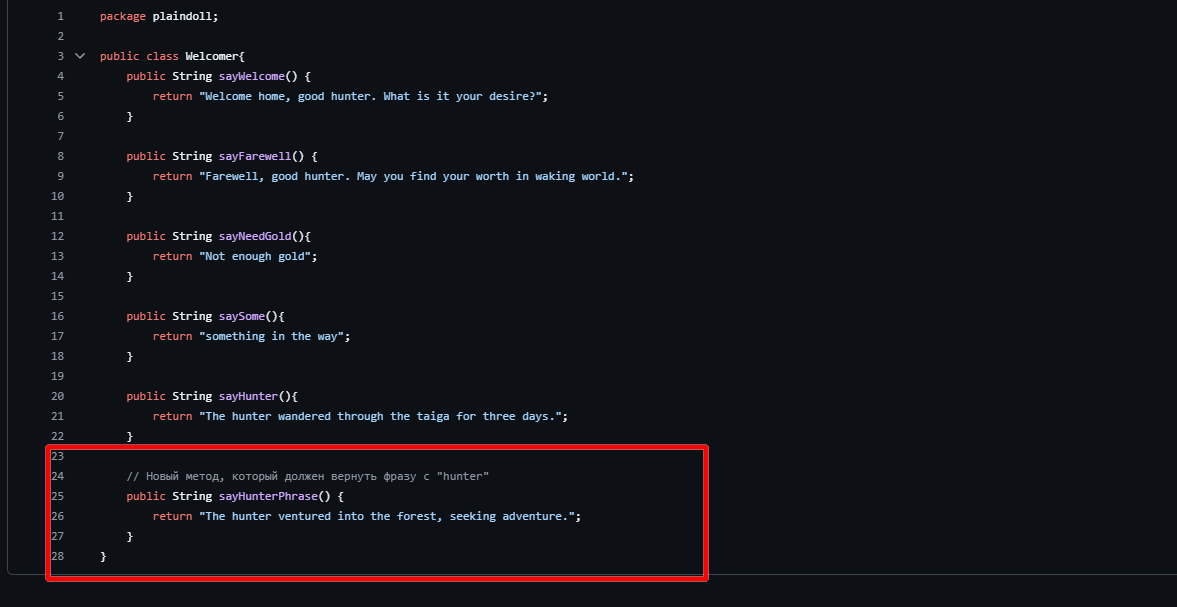 1 package plaindoll;
2
3 public class Welcomer{
4 public String sayWelcome() {
5 return "Welcome home, good hunter. What is it your desire?";
6 }
7
8 public String sayFarewell() {
9 return "Farewell, good hunter. May you find your worth in waking world.";
10 }
11
12 public String sayNeedGold(){
13 return "Not enough gold";
14 }
15
16 public String saySome(){
17 return "something in the way";
18 }
19
20 public String sayHunter(){
21 return "The hunter wandered through the taiga for three days.";
22 }
23
24 // Новый метод, который должен вернуть фразу с "hunter"
25 public String sayHunterPhrase() {
26 return "The hunter ventured into the forest, seeking adventure.";
27 }
28 }